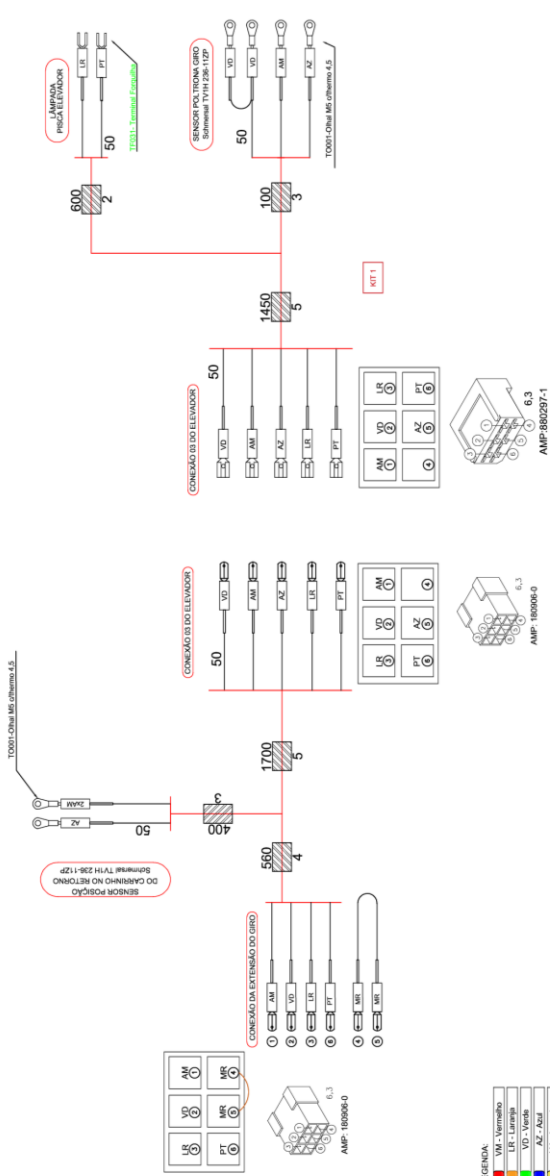 LÂMPADA
PISCA ELEVADOR
LR
PT
50
TF031- Terminal Forquilha
600
2
SENSOR POLTRONA GIRO
Schmersal TV1H 236-11ZP
VD
VD
AM
AZ
50
TO001-Olhal M5 c/thermo 4,5
100
3
1450
5
KIT 1
CONEXÃO 03 DO ELEVADOR
50
VD
AM
AZ
LR
PT
AM 1
VD 2
LR 3
4
AZ 5
PT 6
3
2
1
6
5
4
6,3
AMP:880297-1
CONEXÃO 03 DO ELEVADOR
50
VD
AM
AZ
LR
PT
LR 3
VD 2
AM 1
PT 6
AZ 5
4
6,3
AMP: 180906-0
1700
5
TO001-Olhal M5 c/thermo 4,5
2xAM
AZ
50
400
3
SENSOR POSIÇÃO
DO CARRINHO NO RETORNO
Schmersal TV1H 236-11ZP
560
4
CONEXÃO DA EXTENSÃO DO GIRO
1 AM
2 VD
3 LR
6 PT
4 MR
5 MR
LR 3
VD 2
AM 1
PT 6
MR 5
MR 4
6,3
AMP: 180906-0
GENDA:
VM - Vermelho
LR - Laranja
VD - Verde
AZ - Azul